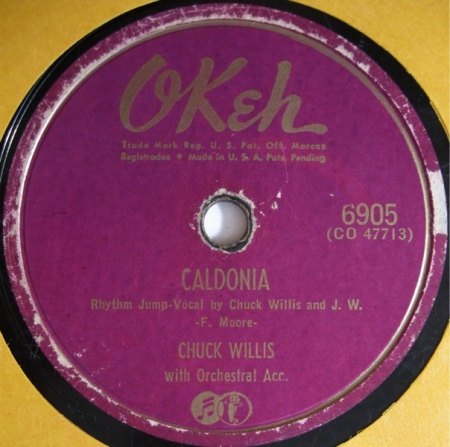 OKeh
Trade Mark Reg. U. S. Pat. Off. Marcas
Registradas • Made in U. S. A. Pats. Pending
6905
(CO 47713)
CALDONIA
Rhythm Jump-Vocal by Chuck Willis and J. W.
-F. Moore-
CHUCK WILLIS
with Orchestral Acc.